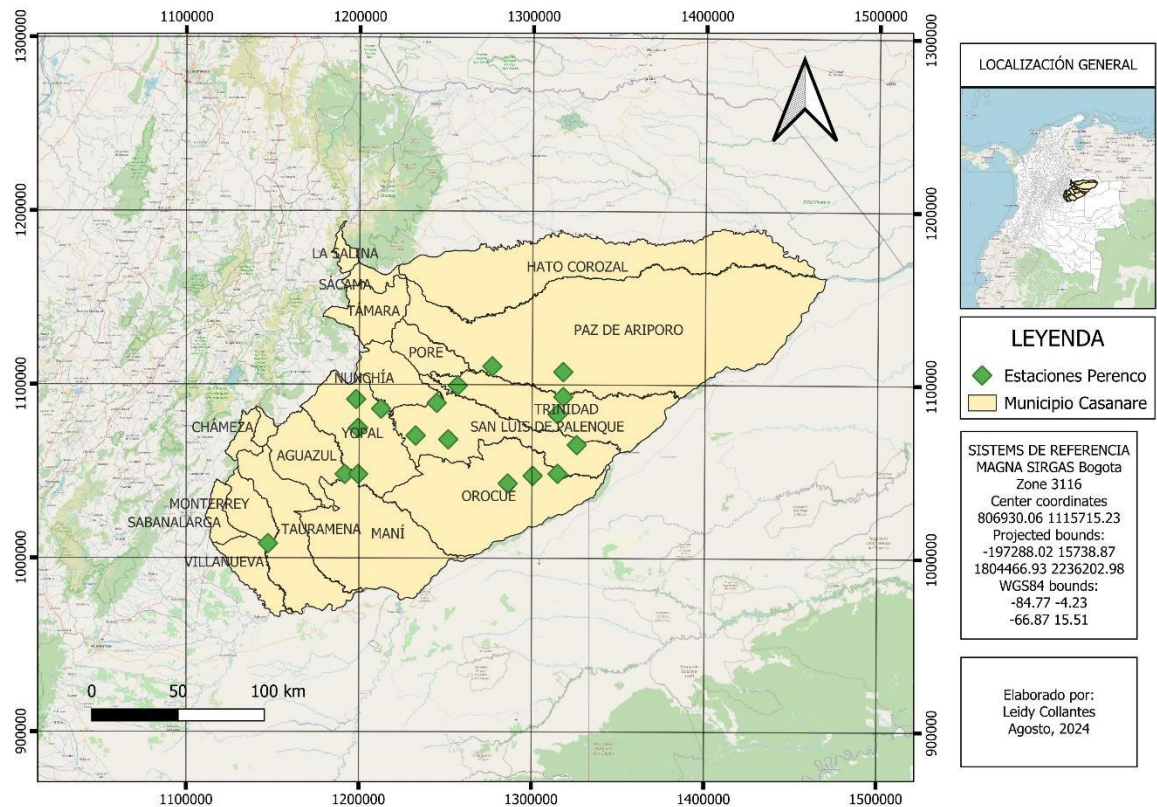 1100000
1200000
1300000
1400000
1500000
1300000
1300000
1200000
1200000
1100000
1100000
1000000
1000000
900000
900000
LA SALINA
SÁCAMA
TÁMARA
HATO COROZAL
PAZ DE ARIPORO
PORE
NUNCHÍA
TRINIDAD
SAN LUIS DE PALENQUE
CHÁMEZA
YOPAL
AGUAZUL
OROCUÉ
MONTERREY
SABANALARGA
TAURAMENA
MANÍ
VILLANUEVA
0 50 100 km
1100000
1200000
1300000
1400000
1500000
LOCALIZACIÓN GENERAL
LEYENDA
Estaciones Perenco
Municipio Casanare
SISTEMS DE REFERENCIA
MAGNA SIRGAS Bogota
Zone 3116
Center coordinates
806930.06 1115715.23
Projected bounds:
-197288.02 15738.87
1804466.93 2236202.98
WGS84 bounds:
-84.77 -4.23
-66.87 15.51
Elaborado por:
Leidy Collantes
Agosto, 2024